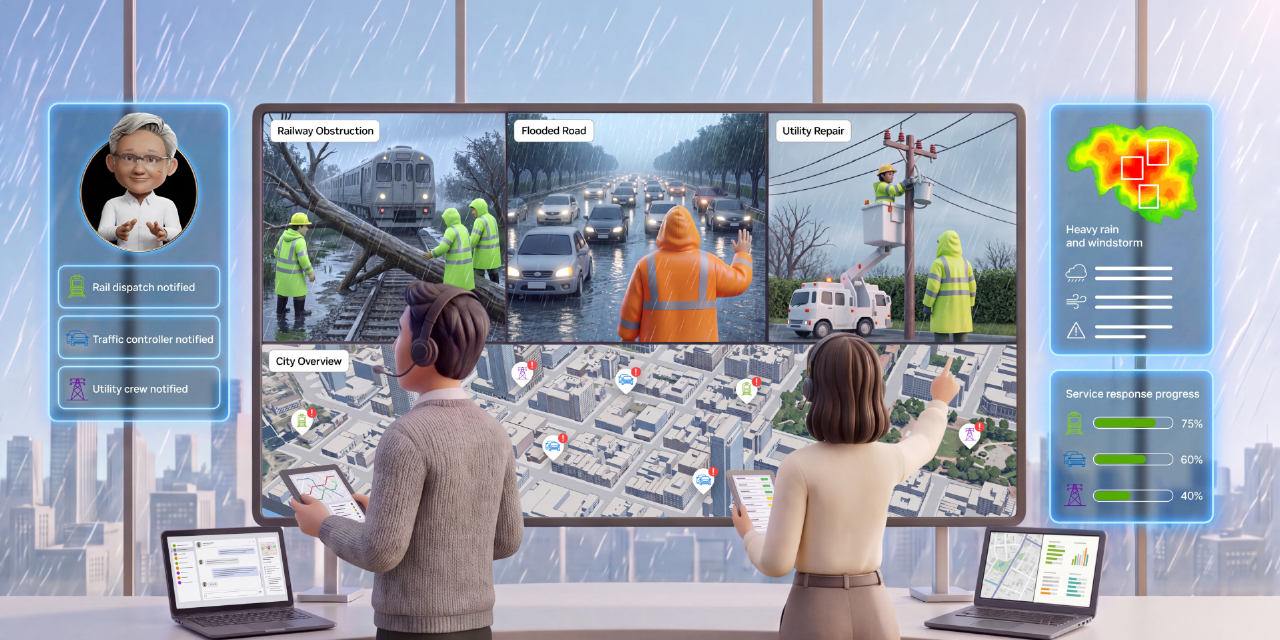 Rail dispatch notified
Traffic controller notified
Utility crew notified
Railway Obstruction
Flooded Road
Utility Repair
City Overview
Heavy rain
and windstorm
Service response progress
75%
60%
40%